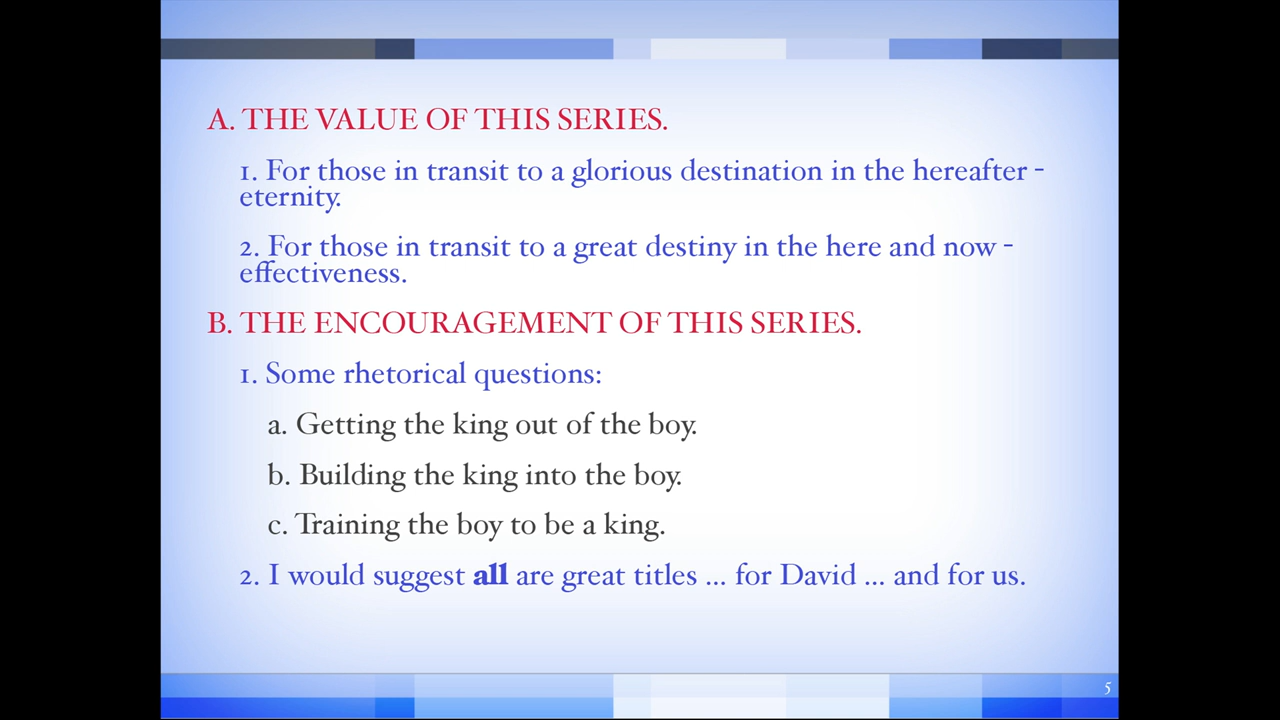 A. THE VALUE OF THIS SERIES.
1. For those in transit to a glorious destination in the hereafter -
eternity.
2. For those in transit to a great destiny in the here and now -
effectiveness.
B. THE ENCOURAGEMENT OF THIS SERIES.
1. Some rhetorical questions:
a. Getting the king out of the boy.
b. Building the king into the boy.
c. Training the boy to be a king.
2. I would suggest all are great titles ... for David ... and for us.
5